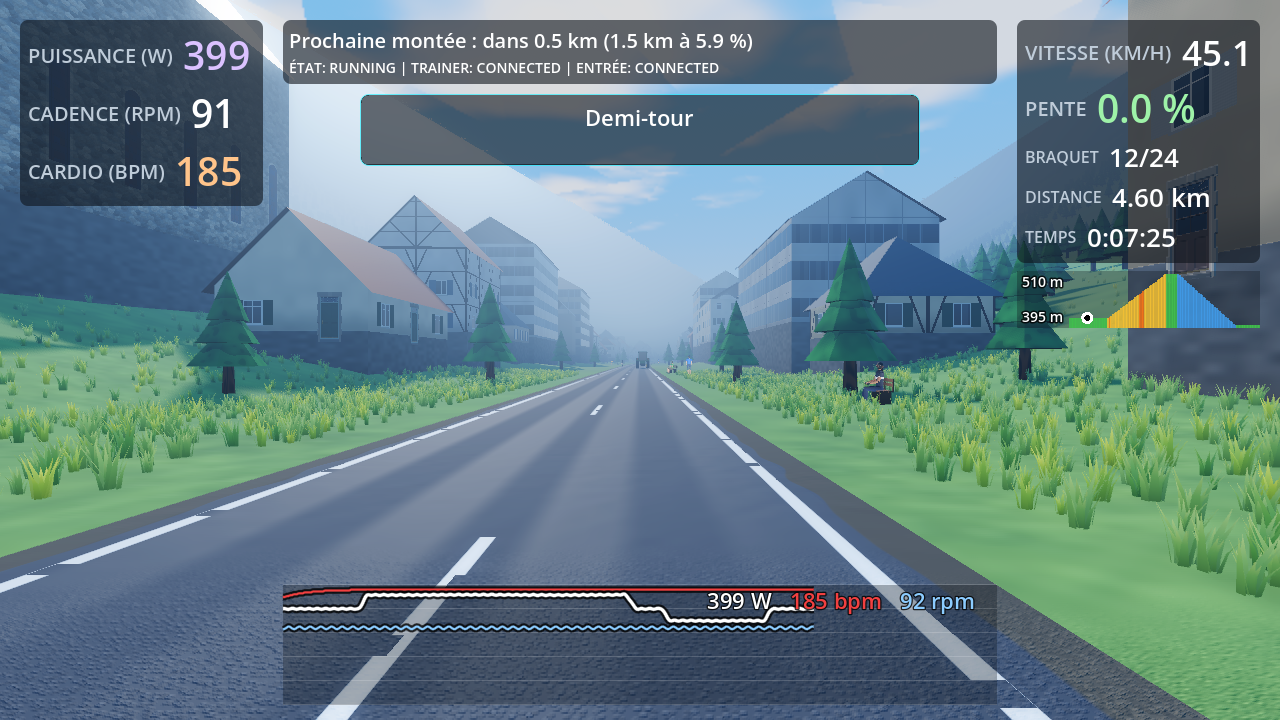 PUISSANCE (W) 399
CADENCE (RPM) 91
CARDIO (BPM) 185
Prochaine montée : dans 0.5 km (1.5 km à 5.9 %)
ÉTAT: RUNNING | TRAINER: CONNECTED | ENTRÉE: CONNECTED
Demi-tour
VITESSE (KM/H) 45.1
PENTE 0.0 %
BRAQUET 12/24
DISTANCE 4.60 km
TEMPS 0:07:25
510 m
395 m
399 W 185 bpm 92 rpm